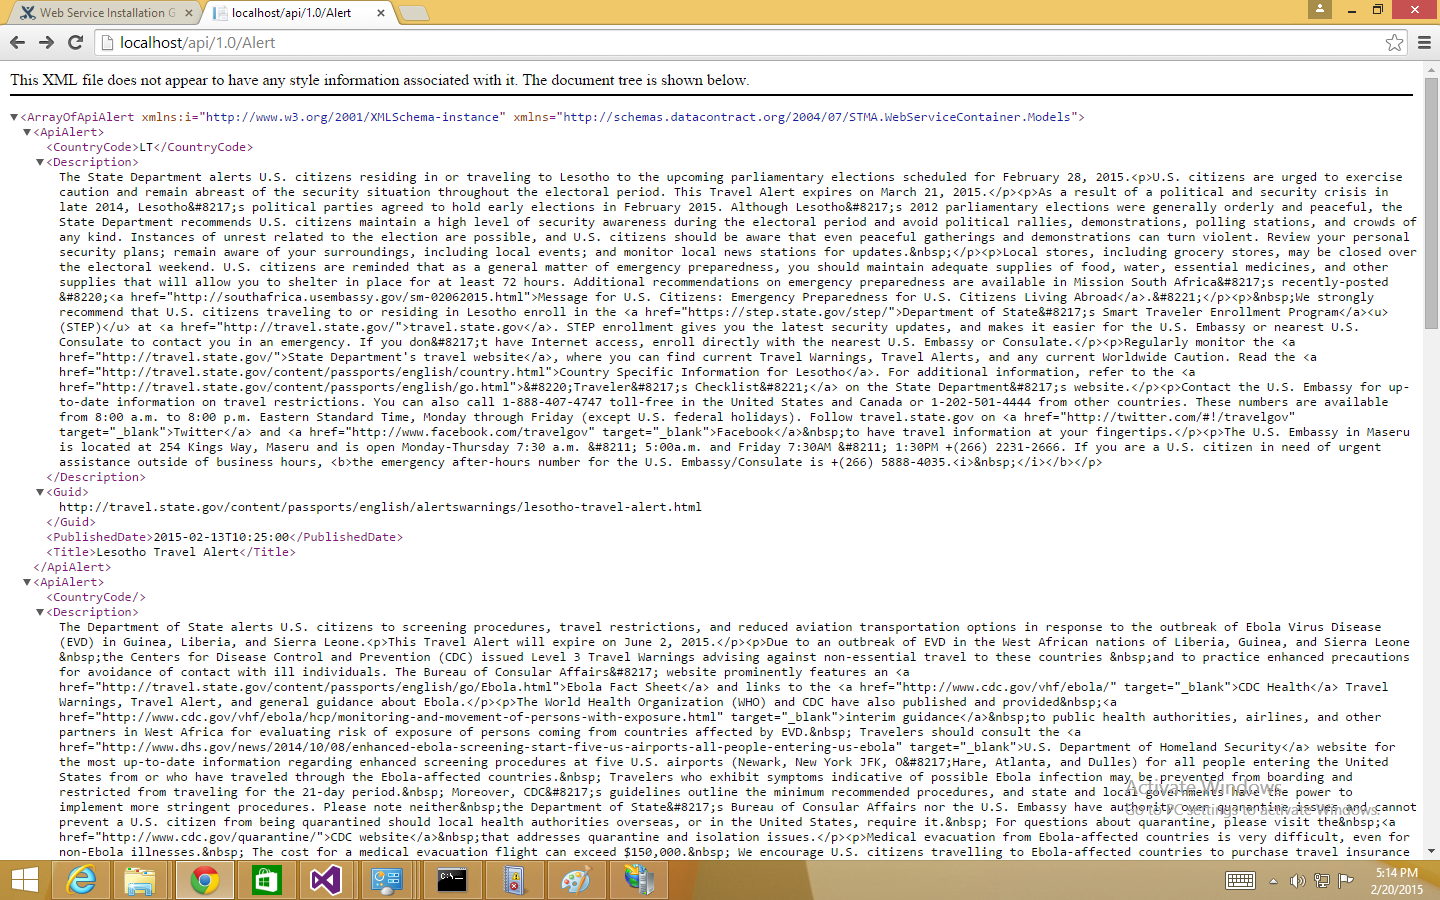 Web Service Installation G
localhost/api/1.0/Alert
localhost/api/1.0/Alert
This XML file does not appear to have any style information associated with it. The document tree is shown below.
▼<ArrayOfApiAlert xmlns:i="http://www.w3.org/2001/XMLSchema-instance" xmlns="http://schemas.datacontract.org/2004/07/STMA.WebServiceContainer.Models">
▼<ApiAlert>
<CountryCode>LT</CountryCode>
▼<Description>
The State Department alerts U.S. citizens residing in or traveling to Lesotho to the upcoming parliamentary elections scheduled for February 28, 2015.<p>U.S. citizens are urged to exercise
caution and remain abreast of the security situation throughout the electoral period. This Travel Alert expires on March 21, 2015.</p><p>As a result of a political and security crisis in
late 2014, Lesotho&#8217;s political parties agreed to hold early elections in February 2015. Although Lesotho&#8217;s 2012 parliamentary elections were generally orderly and peaceful, the
State Department recommends U.S. citizens maintain a high level of security awareness during the electoral period and avoid political rallies, demonstrations, polling stations, and crowds of
any kind. Instances of unrest related to the election are possible, and U.S. citizens should be aware that even peaceful gatherings and demonstrations can turn violent. Review your personal
security plans; remain aware of your surroundings, including local events; and monitor local news stations for updates.&nbsp;</p><p>Local stores, including grocery stores, may be closed over
the electoral weekend. U.S. citizens are reminded that as a general matter of emergency preparedness, you should maintain adequate supplies of food, water, essential medicines, and other
supplies that will allow you to shelter in place for at least 72 hours. Additional recommendations on emergency preparedness are available in Mission South Africa&#8217;s recently-posted
&#8220;<a href="http://southafrica.usembassy.gov/sm-02062015.html">Message for U.S. Citizens: Emergency Preparedness for U.S. Citizens Living Abroad</a>.&#8221;</p><p>&nbsp;We strongly
recommend that U.S. citizens traveling to or residing in Lesotho enroll in the <a href="https://step.state.gov/step/">Department of State&#8217;s Smart Traveler Enrollment Program</a><u>
(STEP)</u> at <a href="http://travel.state.gov/">travel.state.gov</a>. STEP enrollment gives you the latest security updates, and makes it easier for the U.S. Embassy or nearest U.S.
Consulate to contact you in an emergency. If you don&#8217;t have Internet access, enroll directly with the nearest U.S. Embassy or Consulate.</p><p>Regularly monitor the <a
href="http://travel.state.gov/">State Department's travel website</a>, where you can find current Travel Warnings, Travel Alerts, and any current Worldwide Caution. Read the <a
href="http://travel.state.gov/content/passports/english/country.html">Country Specific Information for Lesotho</a>. For additional information, refer to the <a
href="http://travel.state.gov/content/passports/english/go.html">&#8220;Traveler&#8217;s Checklist&#8221;</a> on the State Department&#8217;s website.</p><p>Contact the U.S. Embassy for up-
to-date information on travel restrictions. You can also call 1-888-407-4747 toll-free in the United States and Canada or 1-202-501-4444 from other countries. These numbers are available
from 8:00 a.m. to 8:00 p.m. Eastern Standard Time, Monday through Friday (except U.S. federal holidays). Follow travel.state.gov on <a href="http://twitter.com/#!/travelgov"
target="_blank">Twitter</a> and <a href="http://www.facebook.com/travelgov" target="_blank">Facebook</a>&nbsp;to have travel information at your fingertips.</p><p>The U.S. Embassy in Maseru
is located at 254 Kings Way, Maseru and is open Monday-Thursday 7:30 a.m. &#8211; 5:00a.m. and Friday 7:30AM &#8211; 1:30PM +(266) 2231-2666. If you are a U.S. citizen in need of urgent
assistance outside of business hours, <b>the emergency after-hours number for the U.S. Embassy/Consulate is +(266) 5888-4035.<i>&nbsp;</i></b></p>
</Description>
▼<Guid>
http://travel.state.gov/content/passports/english/alertswarnings/lesotho-travel-alert.html
</Guid>
<PublishedDate>2015-02-13T10:25:00</PublishedDate>
<Title>Lesotho Travel Alert</Title>
</ApiAlert>
▼<ApiAlert>
<CountryCode/>
▼<Description>
The Department of State alerts U.S. citizens to screening procedures, travel restrictions, and reduced aviation transportation options in response to the outbreak of Ebola Virus Disease
(EVD) in Guinea, Liberia, and Sierra Leone.<p>This Travel Alert will expire on June 2, 2015.</p><p>Due to an outbreak of EVD in the West African nations of Liberia, Guinea, and Sierra Leone
&nbsp;the Centers for Disease Control and Prevention (CDC) issued Level 3 Travel Warnings advising against non-essential travel to these countries &nbsp;and to practice enhanced precautions
for avoidance of contact with ill individuals. The Bureau of Consular Affairs&#8217; website prominently features an <a
href="http://travel.state.gov/content/passports/english/go/Ebola.html">Ebola Fact Sheet</a> and links to the <a href="http://www.cdc.gov/vhf/ebola/" target="_blank">CDC Health</a> Travel
Warnings, Travel Alert, and general guidance about Ebola.</p><p>The World Health Organization (WHO) and CDC have also published and provided&nbsp;<a
href="http://www.cdc.gov/vhf/ebola/hcp/monitoring-and-movement-of-persons-with-exposure.html" target="_blank">interim guidance</a>&nbsp;to public health authorities, airlines, and other
partners in West Africa for evaluating risk of exposure of persons coming from countries affected by EVD.&nbsp; Travelers should consult the <a
href="http://www.dhs.gov/news/2014/10/08/enhanced-ebola-screening-start-five-us-airports-all-people-entering-us-ebola" target="_blank">U.S. Department of Homeland Security</a> website for
the most up-to-date information regarding enhanced screening procedures at five U.S. airports (Newark, New York JFK, O&#8217;Hare, Atlanta, and Dulles) for all people entering the United
States from or who have traveled through the Ebola-affected countries.&nbsp; Travelers who exhibit symptoms indicative of possible Ebola infection may be prevented from boarding and
restricted from traveling for the 21-day period.&nbsp; Moreover, CDC&#8217;s guidelines outline the minimum recommended procedures, and state and local governments have the power to
implement more stringent procedures. Please note neither&nbsp;the Department of State&#8217;s Bureau of Consular Affairs nor the U.S. Embassy have authority over quarantine issues and cannot
prevent a U.S. citizen from being quarantined should local health authorities overseas, or in the United States, require it.&nbsp; For questions about quarantine, please visit the&nbsp;<a
href="http://www.cdc.gov/quarantine/">CDC website</a>&nbsp;that addresses quarantine and isolation issues.</p><p>Medical evacuation from Ebola-affected countries is very difficult, even for
non-Ebola illnesses.&nbsp; The cost for a medical evacuation flight can exceed $150,000.&nbsp; We encourage U.S. citizens travelling to Ebola-affected countries to purchase travel insurance
Activate Windows
Go to PC settings to activate Windows.
5:14 PM
2/20/2015